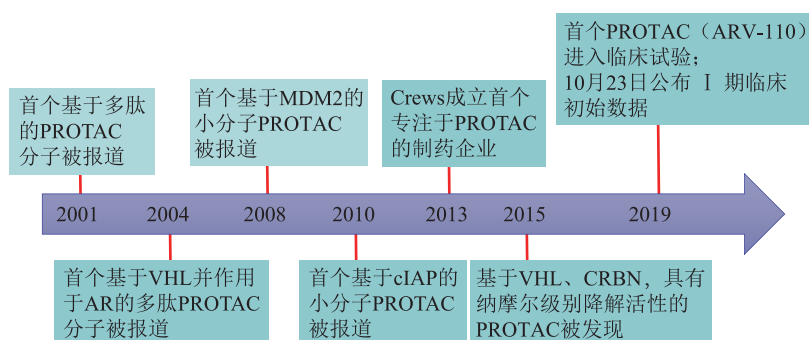 首个基于多肽
的PROTAC
分子被报道
首个基于MDM2的
小分子PROTAC
被报道
Crews成立首个
专注于PROTAC
的制药企业
首个PROTAC（ARV-110）
进入临床试验；
10月23日公布 Ⅰ 期临床
初始数据
2001
2004
2008
2010
2013
2015
2019
首个基于VHL并作用
于AR的多肽PROTAC
分子被报道
首个基于cIAP的
小分子PROTAC
被报道
基于VHL、CRBN，具有
纳摩尔级别降解活性的
PROTAC被发现